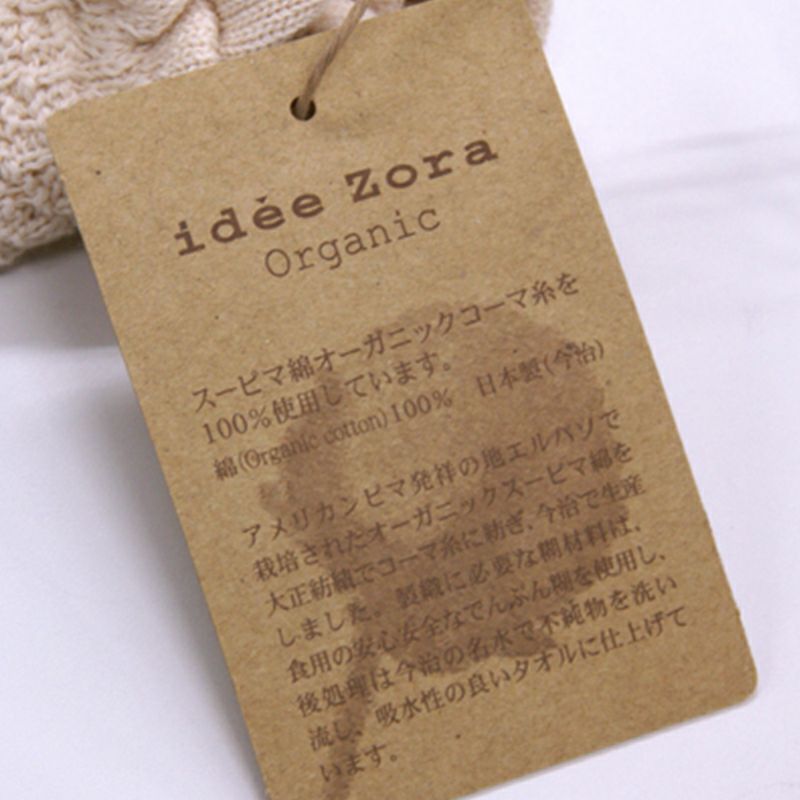 idée Zora
Organic
スーピマ綿オーガニックコーマ糸を
100％使用しています。
綿(Organic cotton)100％　日本製(今治)
アメリカンピマ発祥の地エルパソで
栽培されたオーガニックスーピマ綿を
大正紡績でコーマ糸に紡ぎ、今治で生産
しました。製織に必要な糊材料は、
食用の安心安全なでんぷん糊を使用し、
後処理は今治の名水で不純物を洗い
流し、吸水性の良いタオルに仕上げて
います。